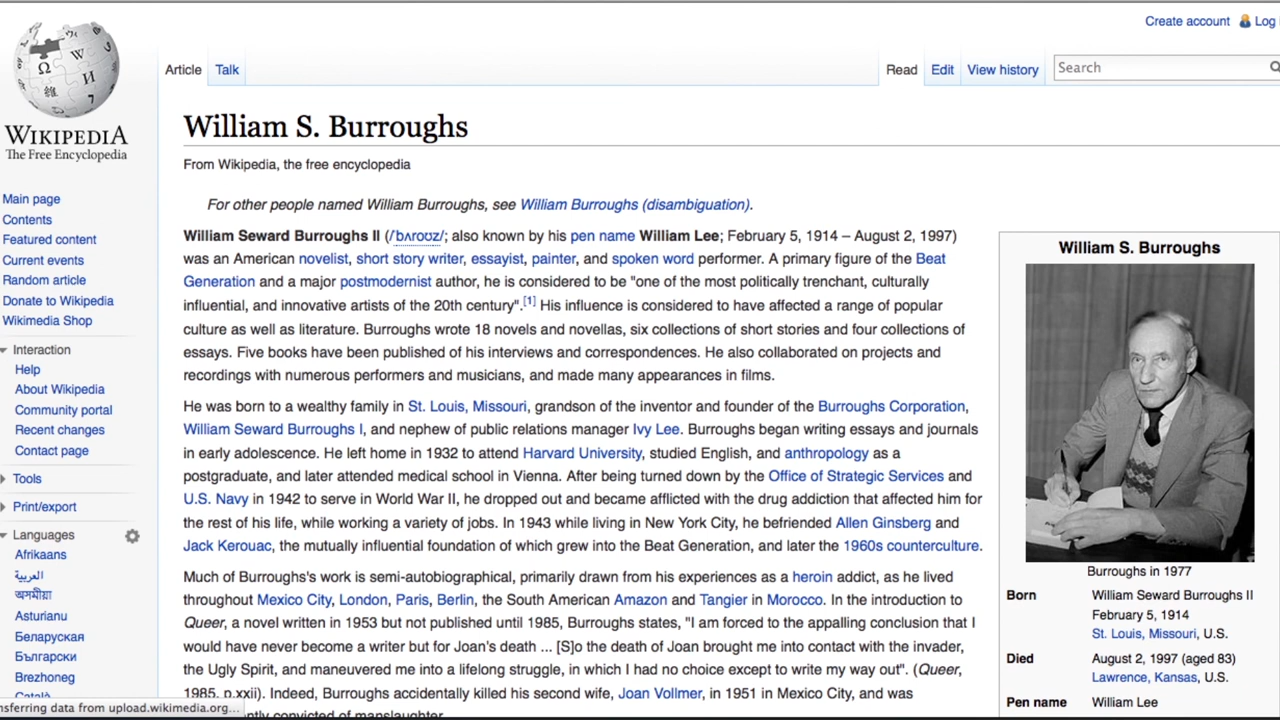 Create account Log
Article Talk Read Edit View history Search
WIKIPEDIA
The Free Encyclopedia
Main page
Contents
Featured content
Current events
Random article
Donate to Wikipedia
Wikimedia Shop
Interaction
Help
About Wikipedia
Community portal
Recent changes
Contact page
Tools
Print/export
Languages
Afrikaans
العربية
অসমীয়া
Asturianu
Беларуская
Български
Brezhoneg
Català
nsferring data from upload.wikimedia.org...
William S. Burroughs
From Wikipedia, the free encyclopedia
For other people named William Burroughs, see William Burroughs (disambiguation).
William Seward Burroughs II (/ˈbʌroʊz/; also known by his pen name William Lee; February 5, 1914 – August 2, 1997)
was an American novelist, short story writer, essayist, painter, and spoken word performer. A primary figure of the Beat
Generation and a major postmodernist author, he is considered to be "one of the most politically trenchant, culturally
influential, and innovative artists of the 20th century".[1] His influence is considered to have affected a range of popular
culture as well as literature. Burroughs wrote 18 novels and novellas, six collections of short stories and four collections of
essays. Five books have been published of his interviews and correspondences. He also collaborated on projects and
recordings with numerous performers and musicians, and made many appearances in films.
He was born to a wealthy family in St. Louis, Missouri, grandson of the inventor and founder of the Burroughs Corporation,
William Seward Burroughs I, and nephew of public relations manager Ivy Lee. Burroughs began writing essays and journals
in early adolescence. He left home in 1932 to attend Harvard University, studied English, and anthropology as a
postgraduate, and later attended medical school in Vienna. After being turned down by the Office of Strategic Services and
U.S. Navy in 1942 to serve in World War II, he dropped out and became afflicted with the drug addiction that affected him for
the rest of his life, while working a variety of jobs. In 1943 while living in New York City, he befriended Allen Ginsberg and
Jack Kerouac, the mutually influential foundation of which grew into the Beat Generation, and later the 1960s counterculture.
Much of Burroughs's work is semi-autobiographical, primarily drawn from his experiences as a heroin addict, as he lived
throughout Mexico City, London, Paris, Berlin, the South American Amazon and Tangier in Morocco. In the introduction to
Queer, a novel written in 1953 but not published until 1985, Burroughs states, "I am forced to the appalling conclusion that I
would have never become a writer but for Joan's death ... [S]o the death of Joan brought me into contact with the invader,
the Ugly Spirit, and maneuvered me into a lifelong struggle, in which I had no choice except to write my way out". (Queer,
1985, p.xxii). Indeed, Burroughs accidentally killed his second wife, Joan Vollmer, in 1951 in Mexico City, and was
ntly convicted of manslaughter.
William S. Burroughs
Burroughs in 1977
Born William Seward Burroughs II
February 5, 1914
St. Louis, Missouri, U.S.
Died August 2, 1997 (aged 83)
Lawrence, Kansas, U.S.
Pen name William Lee